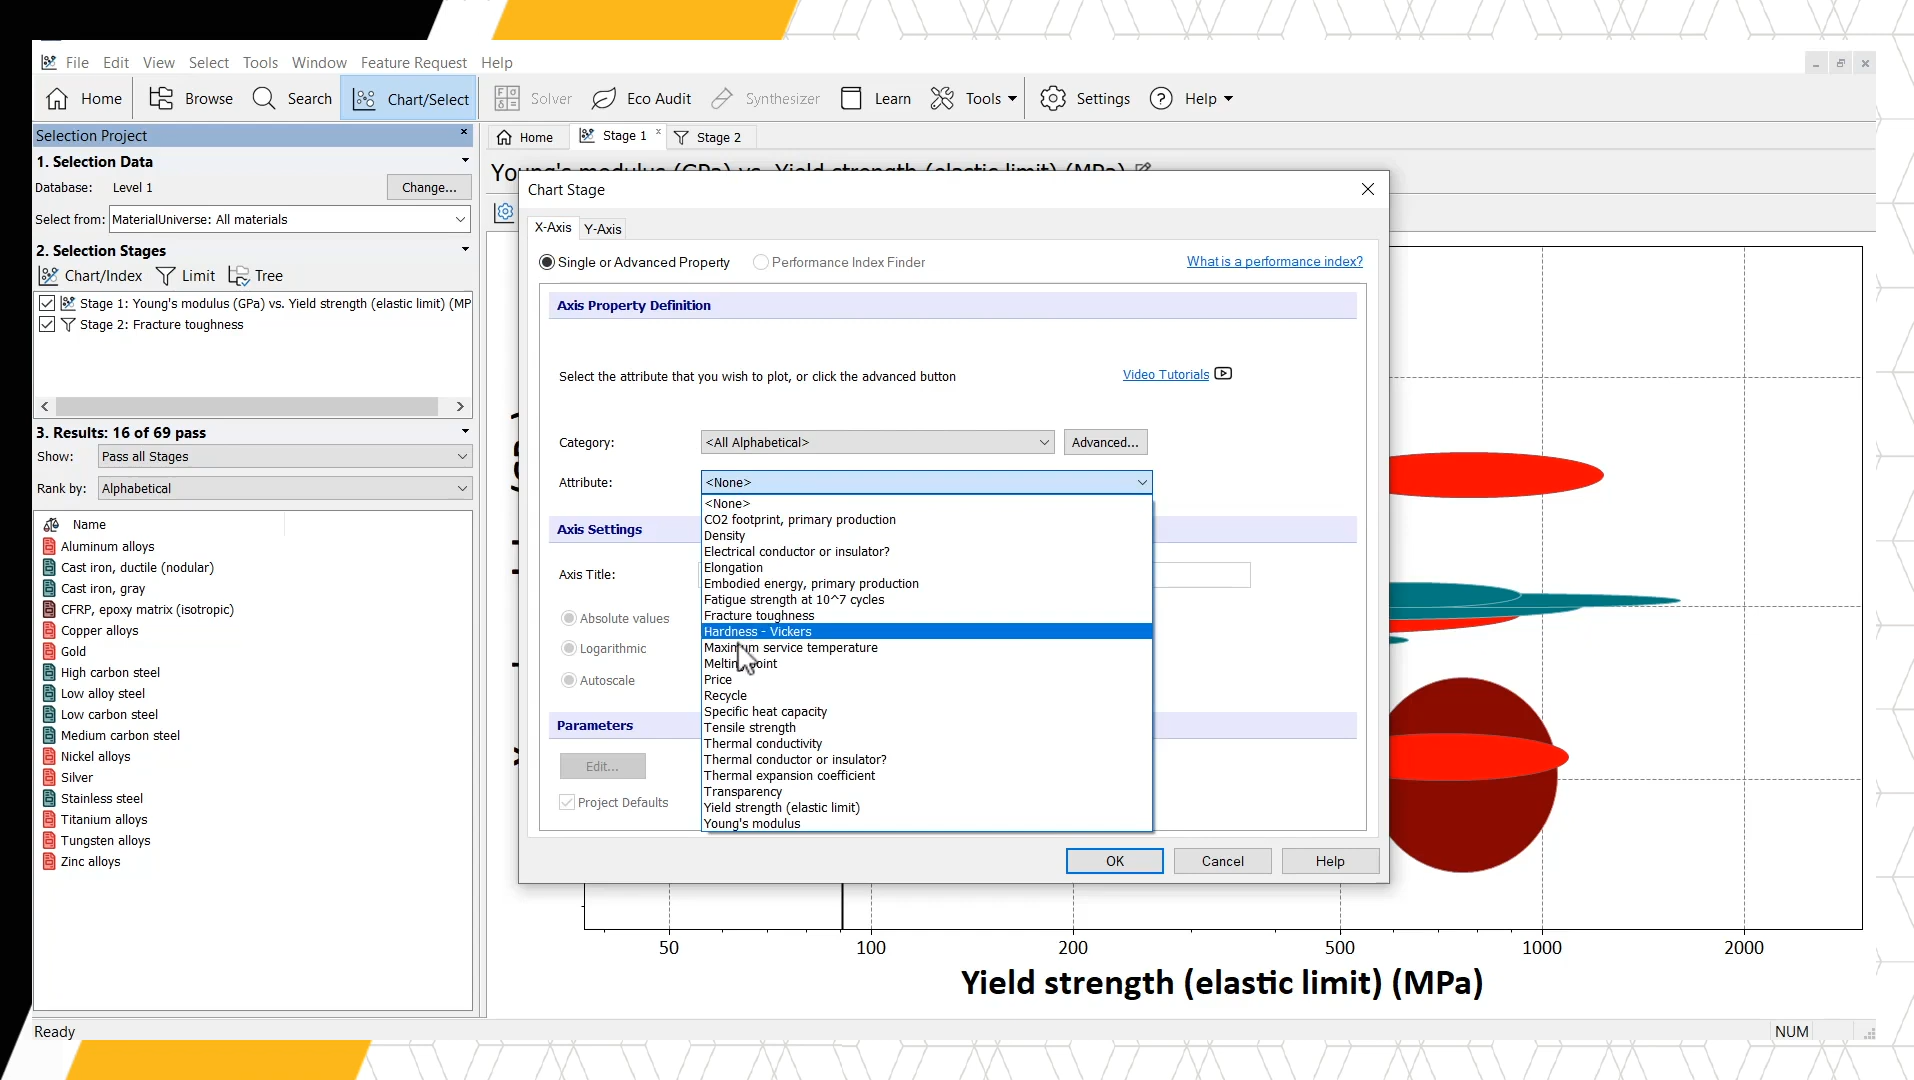 File Edit View Select Tools Window Feature Request Help
Home Browse Search Chart/Select Solver Eco Audit Synthesizer Learn Tools Settings Help
Selection Project
1. Selection Data
Database: Level 1 Change...
Select from: MaterialUniverse: All materials
2. Selection Stages
Chart/Index Limit Tree
Stage 1: Young's modulus (GPa) vs. Yield strength (elastic limit) (MP
Stage 2: Fracture toughness
3. Results: 16 of 69 pass
Show: Pass all Stages
Rank by: Alphabetical
Name
Aluminum alloys
Cast iron, ductile (nodular)
Cast iron, gray
CFRP, epoxy matrix (isotropic)
Copper alloys
Gold
High carbon steel
Low alloy steel
Low carbon steel
Medium carbon steel
Nickel alloys
Silver
Stainless steel
Titanium alloys
Tungsten alloys
Zinc alloys
Home Stage 1 Stage 2
Young's modulus (GPa) vs. Yield strength (elastic limit) (MPa)
Chart Stage
X-Axis Y-Axis
Single or Advanced Property Performance Index Finder What is a performance index?
Axis Property Definition
Select the attribute that you wish to plot, or click the advanced button Video Tutorials
Category: <All Alphabetical> Advanced...
Attribute: <None>
<None>
CO2 footprint, primary production
Density
Electrical conductor or insulator?
Elongation
Embodied energy, primary production
Fatigue strength at 10^7 cycles
Fracture toughness
Hardness - Vickers
Maximum service temperature
Melting point
Price
Recycle
Specific heat capacity
Tensile strength
Thermal conductivity
Thermal conductor or insulator?
Thermal expansion coefficient
Transparency
Yield strength (elastic limit)
Young's modulus
Axis Settings
Axis Title:
Absolute values
Logarithmic
Autoscale
Parameters
Edit...
Project Defaults
OK Cancel Help
50 100 200 500 1000 2000
Yield strength (elastic limit) (MPa)
Ready NUM